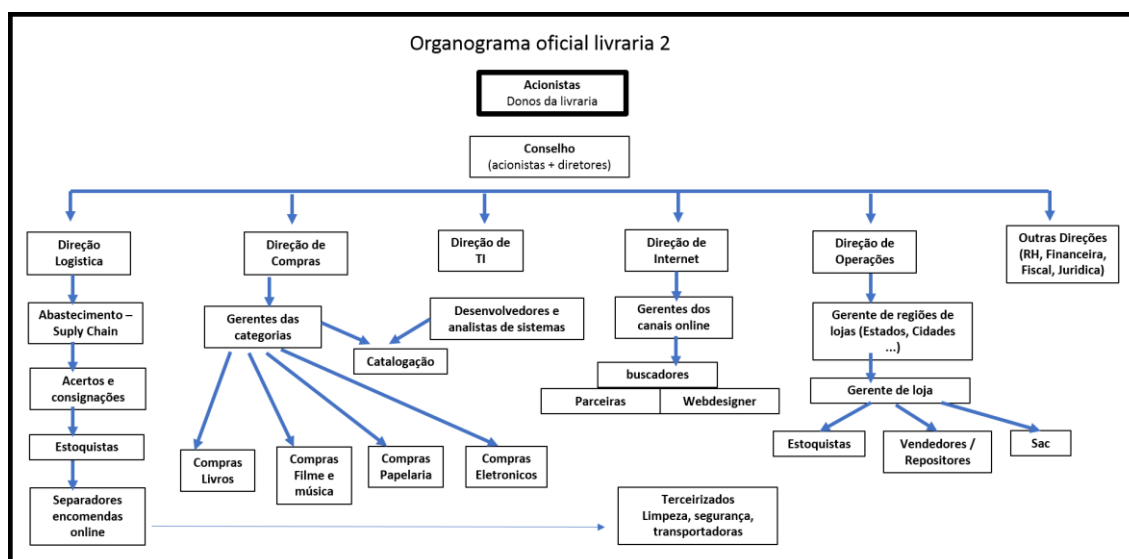 Organograma oficial livraria 2
Acionistas
Donos da livraria
Conselho
(acionistas + diretores)
Direção
Logistica
Direção de
Compras
Direção de
TI
Direção de
Internet
Direção de
Operações
Outras Direções
(RH, Financeira,
Fiscal, Juridica)
Abastecimento –
Suply Chain
Gerentes das
categorias
Desenvolvedores e
analistas de sistemas
Gerentes dos
canais online
Gerente de regiões de
lojas (Estados, Cidades
...)
Catalogação
Acertos e
consignações
buscadores
Parceiras
Webdesigner
Gerente de loja
Estoquistas
Compras
Livros
Compras
Filme e
música
Compras
Papelaria
Compras
Eletronicos
Estoquistas
Vendedores /
Repositores
Sac
Separadores
encomendas
online
Terceirizados
Limpeza, segurança,
transportadoras